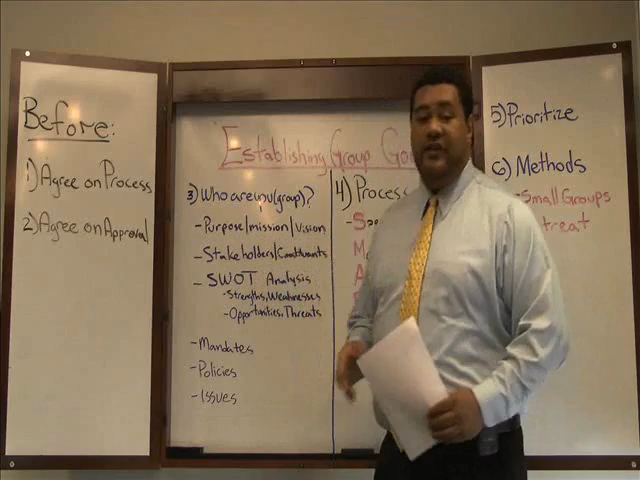 Before:
1) Agree on Process
2) Agree on Approval
Establishing Group Go
3) Who are you (group)?
- Purpose/mission/Vision
- Stakeholders/Constituents
- SWOT Analysis
- Strengths, Weaknesses
- Opportunities, Threats
- Mandates
- Policies
- Issues
4) Process
- S
M
A
5) Prioritize
6) Methods
Small Groups
treat